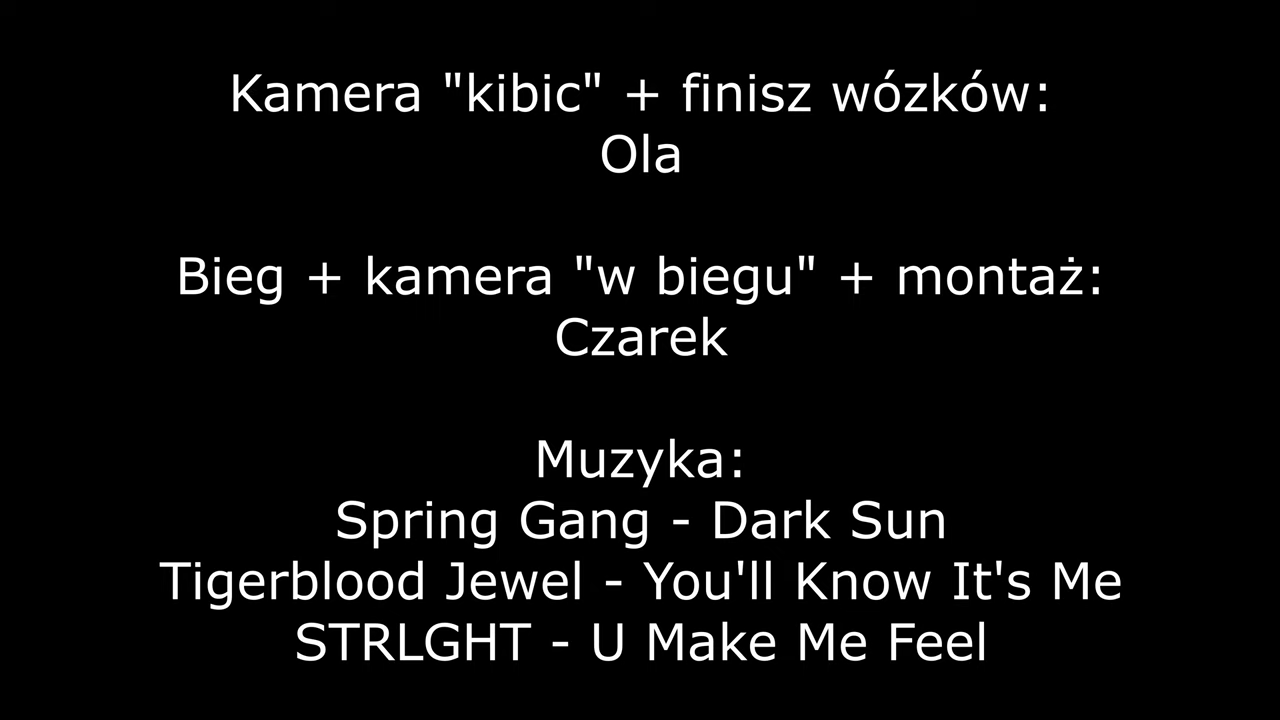 Kamera "kibic" + finisz wózków:
Ola
Bieg + kamera "w biegu" + montaż:
Czarek
Muzyka:
Spring Gang - Dark Sun
Tigerblood Jewel - You'll Know It's Me
STRLGHT - U Make Me Feel